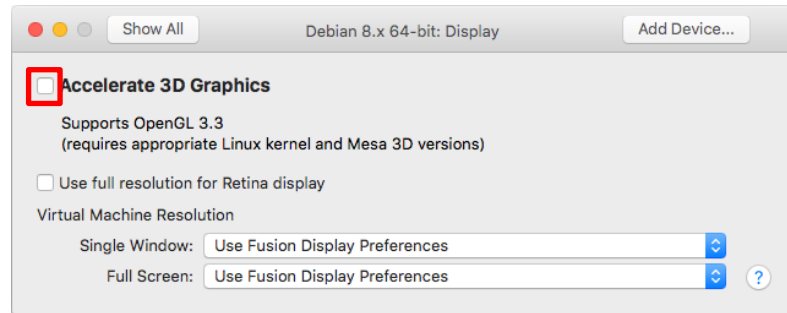 Show All
Debian 8.x 64-bit: Display
Add Device...
Accelerate 3D Graphics
Supports OpenGL 3.3
(requires appropriate Linux kernel and Mesa 3D versions)
Use full resolution for Retina display
Virtual Machine Resolution
Single Window: Use Fusion Display Preferences
Full Screen: Use Fusion Display Preferences
?